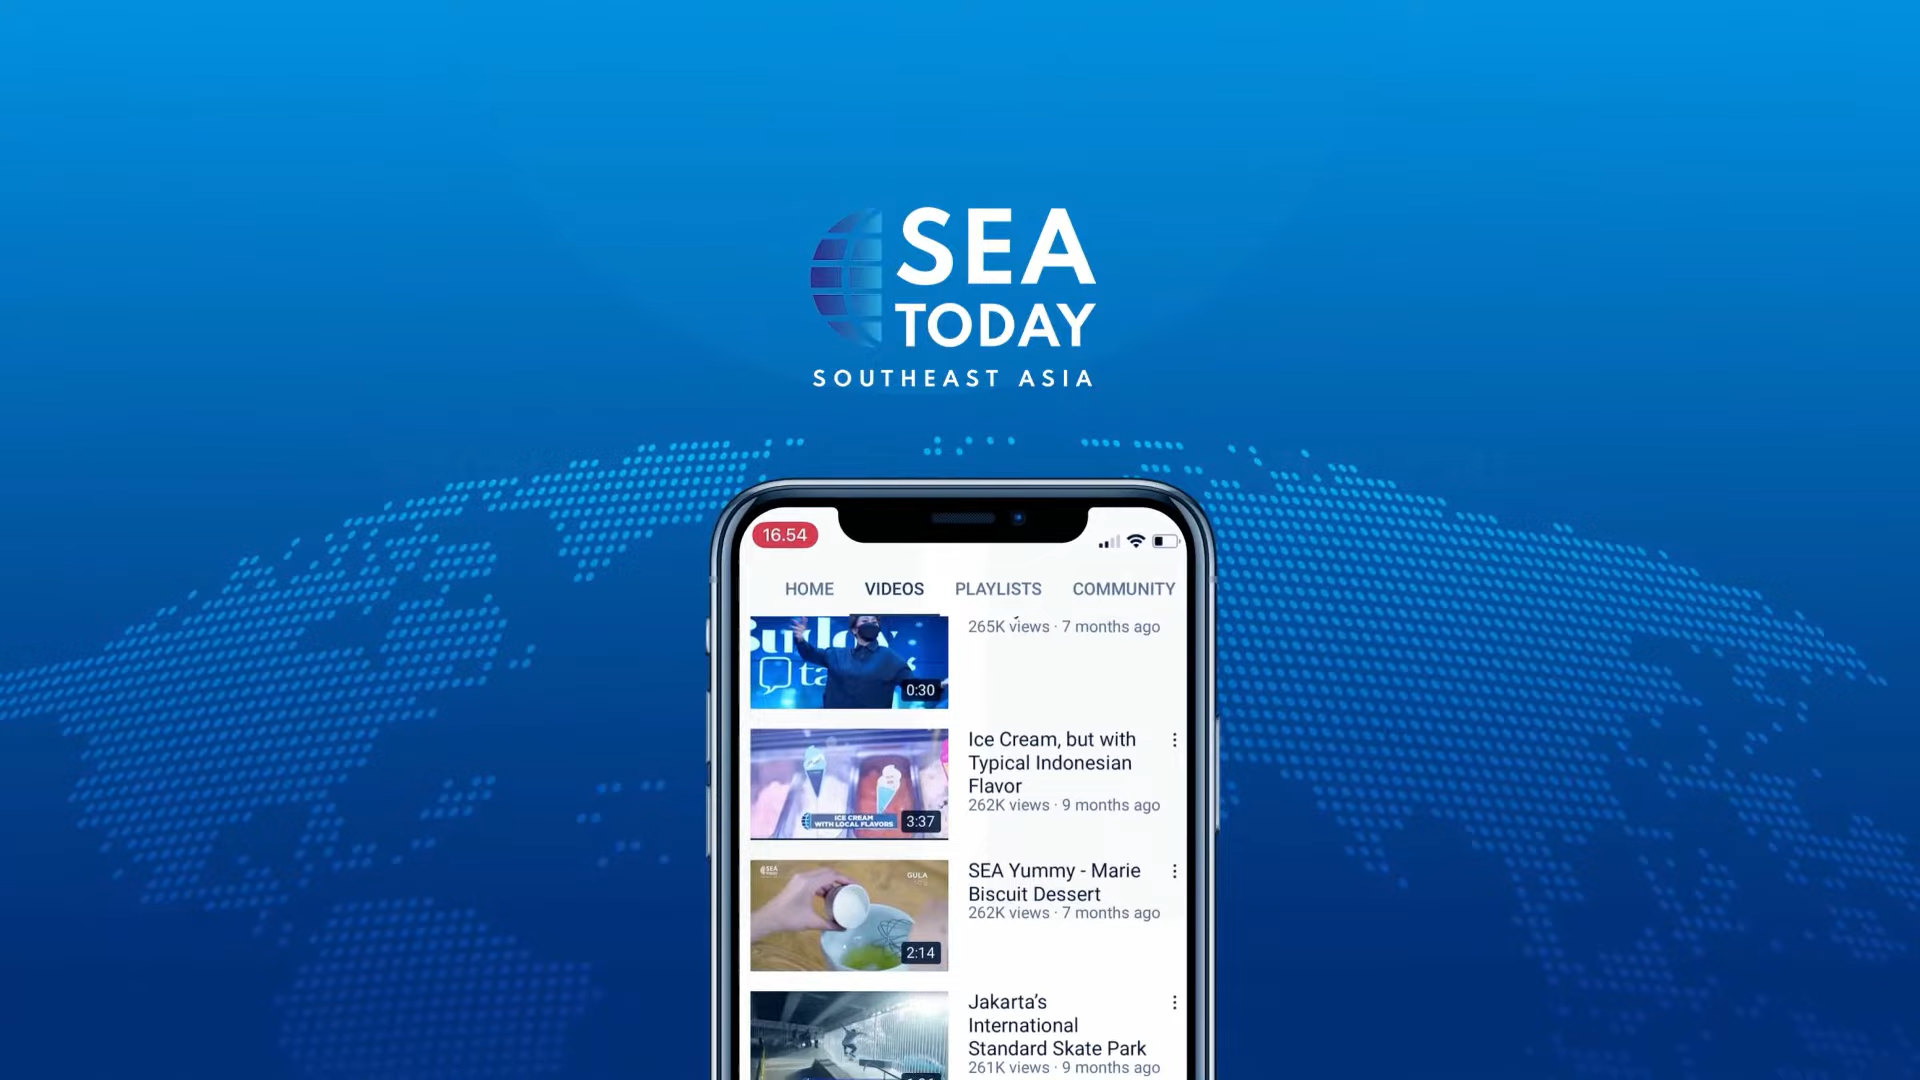 SEA
TODAY
SOUTHEAST ASIA
16.54
HOME VIDEOS PLAYLISTS COMMUNITY
265K views · 7 months ago
0:30
Ice Cream, but with
Typical Indonesian
Flavor
262K views · 9 months ago
ICE CREAM
WITH LOCAL FLAVORS
3:37
SEA Yummy - Marie
Biscuit Dessert
262K views · 7 months ago
SEA
TODAY
GULA
2:14
Jakarta’s
International
Standard Skate Park
261K views · 9 months ago